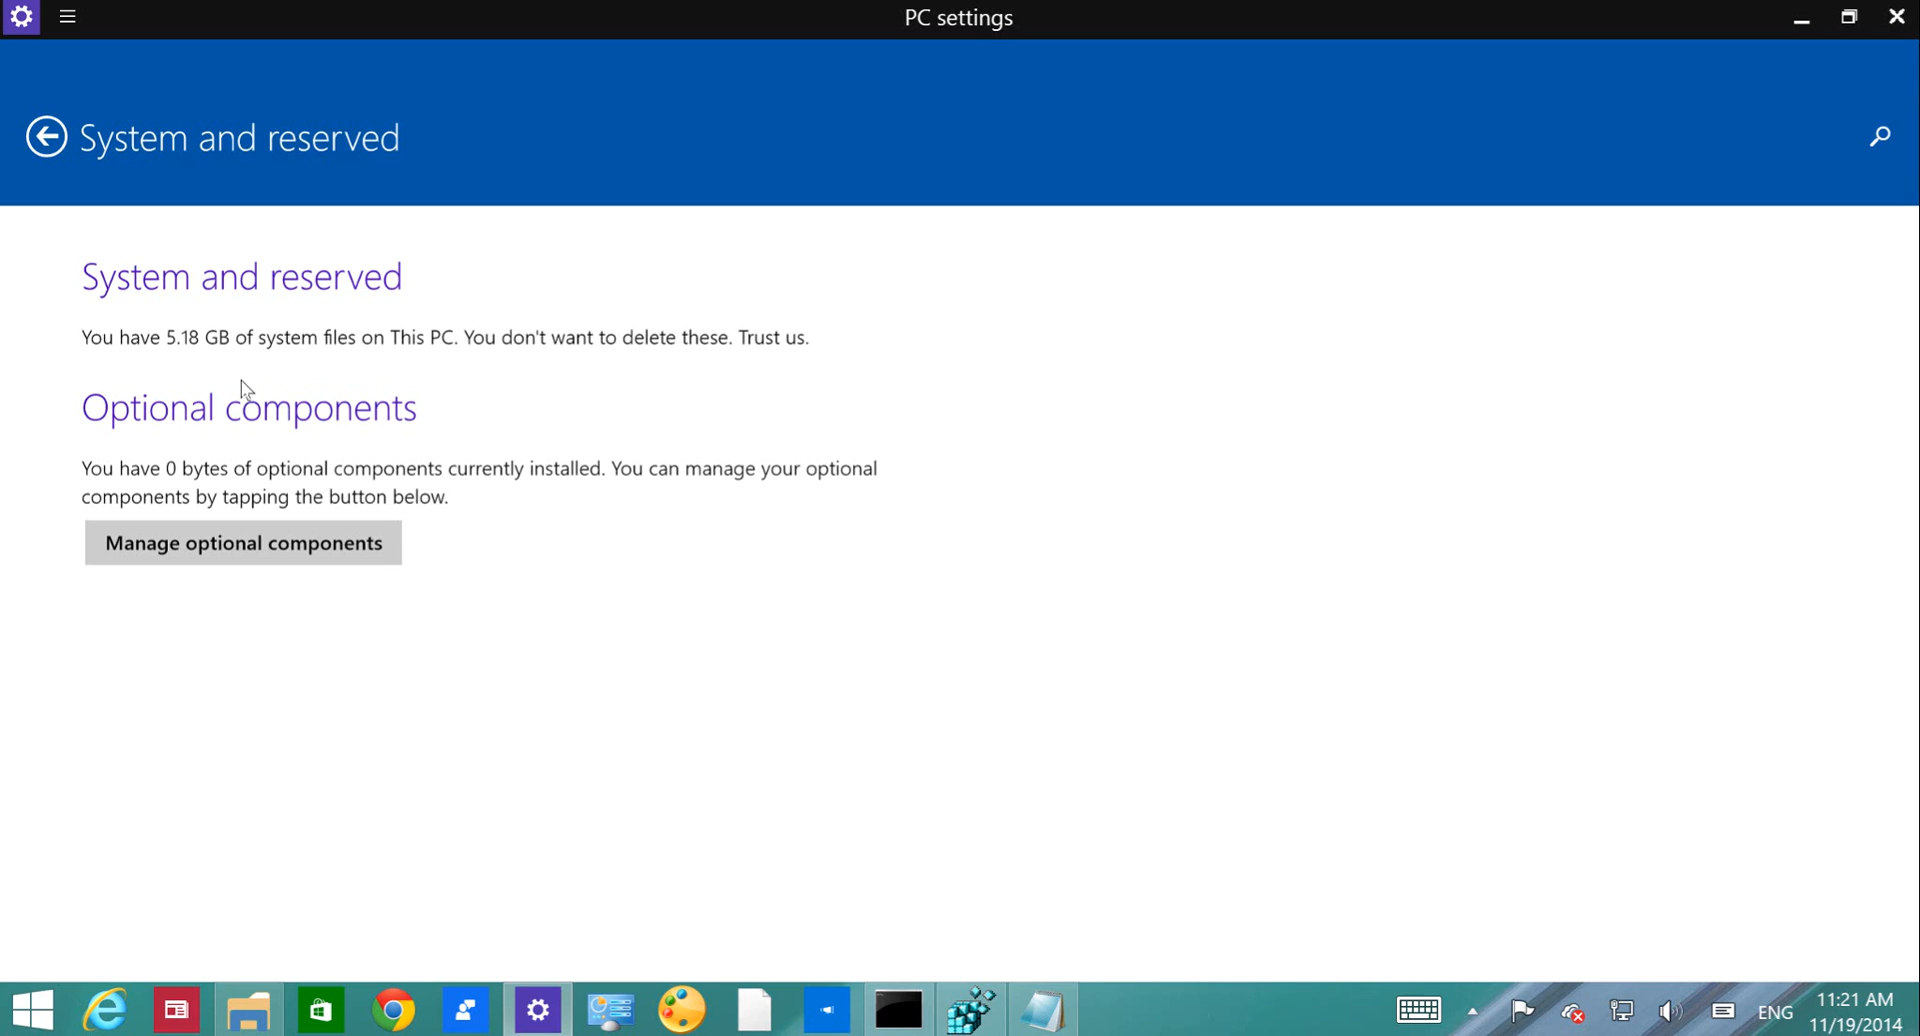 PC settings
System and reserved
System and reserved
You have 5.18 GB of system files on This PC. You don't want to delete these. Trust us.
Optional components
You have 0 bytes of optional components currently installed. You can manage your optional
components by tapping the button below.
Manage optional components
ENG
11:21 AM
11/19/2014